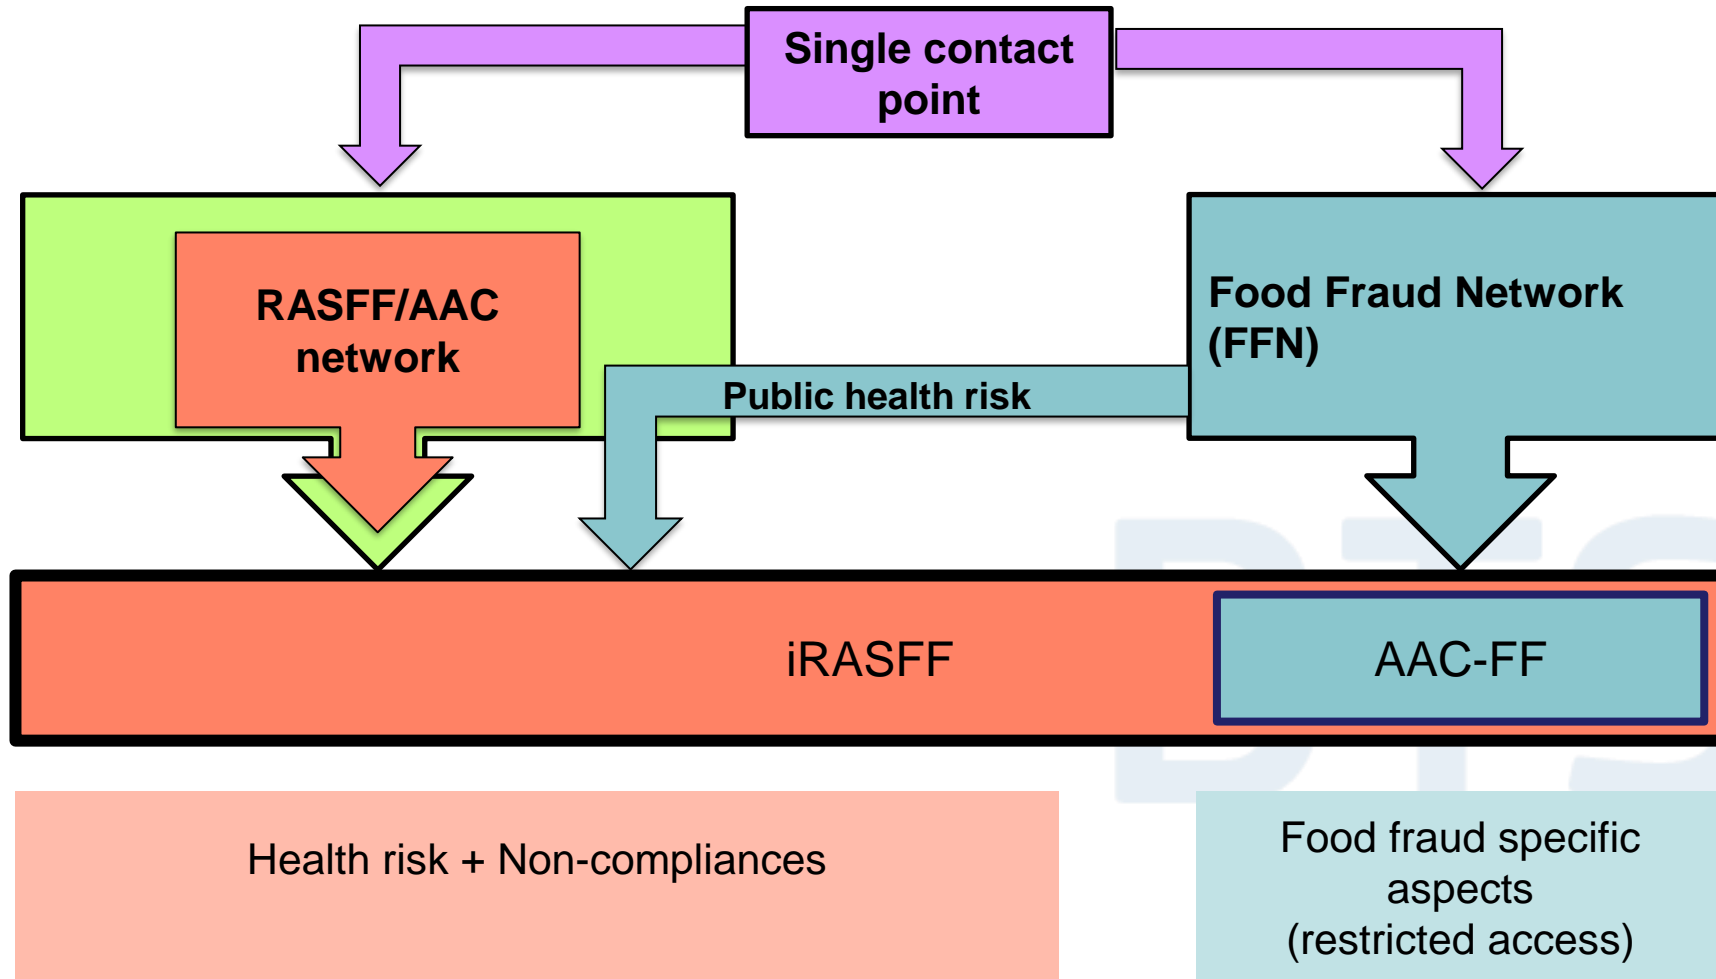 Single contact
point
RASFF/AAC
network
Food Fraud Network
(FFN)
Public health risk
iRASFF
AAC-FF
Health risk + Non-compliances
Food fraud specific
aspects
(restricted access)